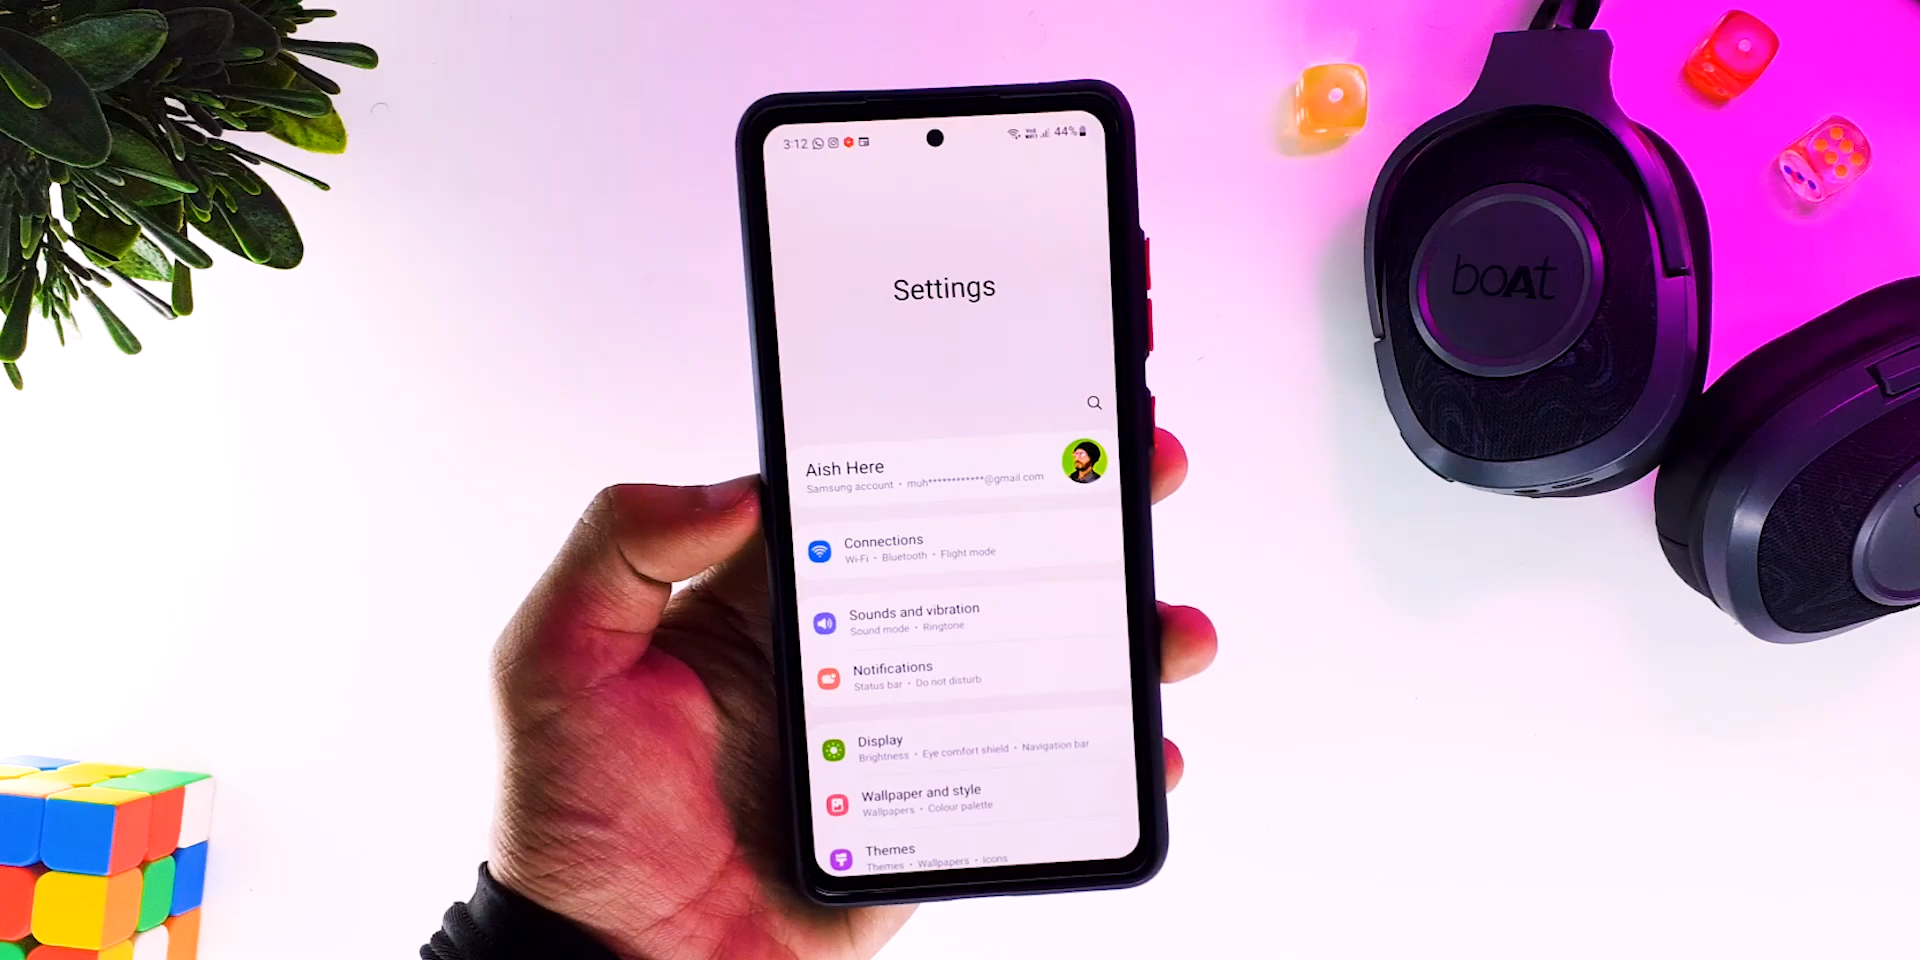 3:12
44%
Settings
Aish Here
Samsung account • muh************@gmail.com
Connections
Wi-Fi • Bluetooth • Flight mode
Sounds and vibration
Sound mode • Ringtone
Notifications
Status bar • Do not disturb
Display
Brightness • Eye comfort shield • Navigation bar
Wallpaper and style
Wallpapers • Colour palette
Themes
Themes • Wallpapers • Icons
boAt